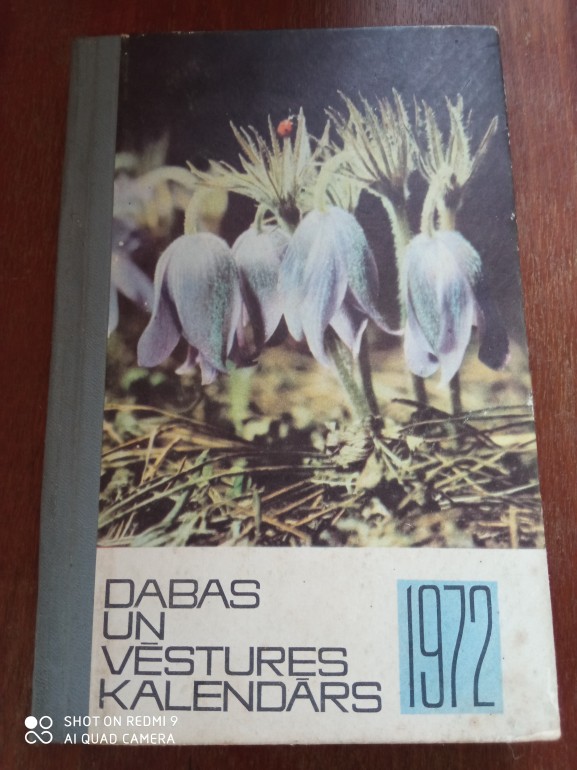 DABAS
UN
VĒSTURES
KALENDĀRS
1972
SHOT ON REDMI 9
AI QUAD CAMERA